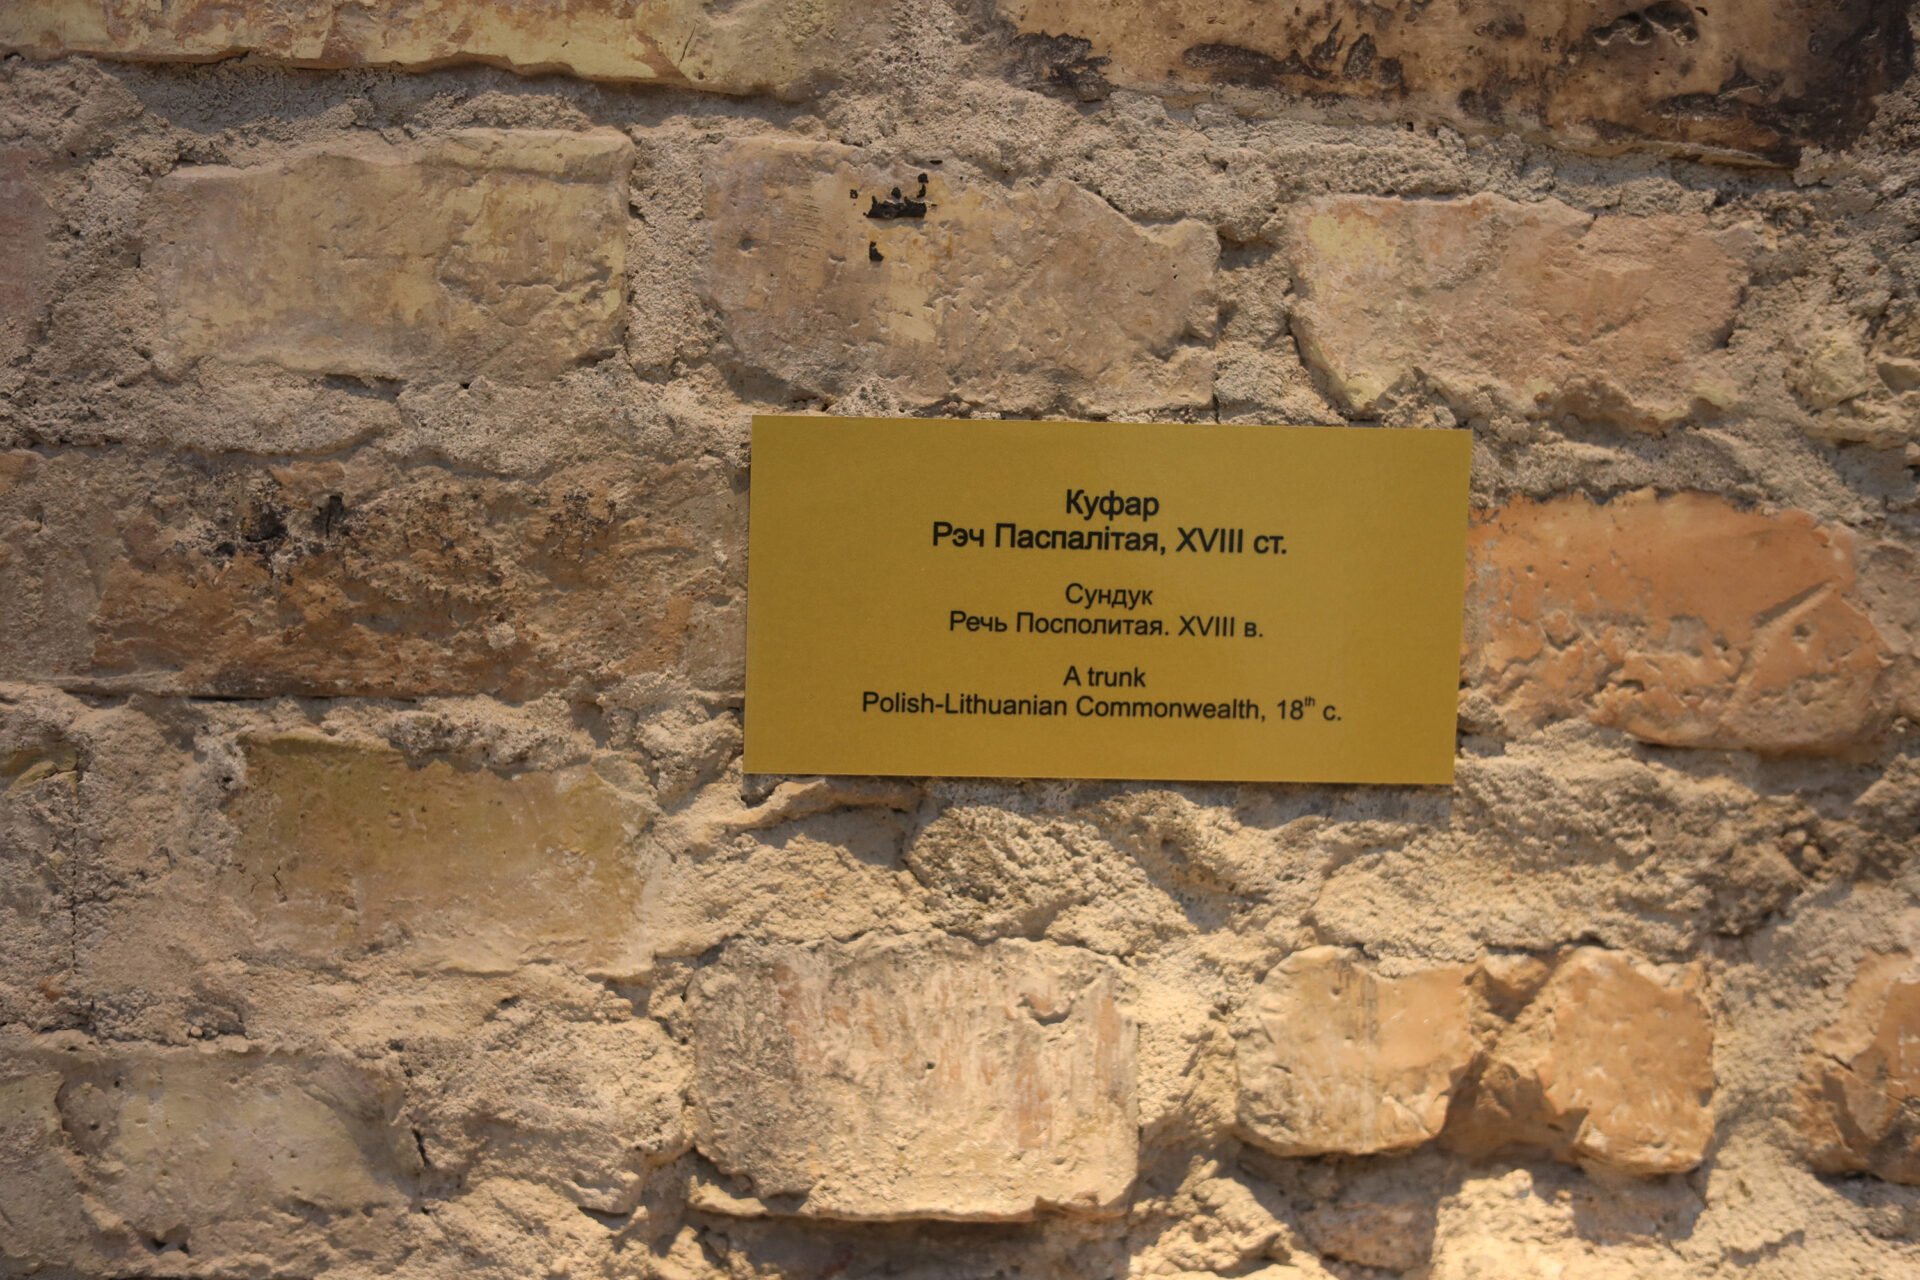 Куфар
Рэч Паспалітая, XVIII ст.
Сундук
Речь Посполитая. XVIII в.
A trunk
Polish-Lithuanian Commonwealth, 18th c.